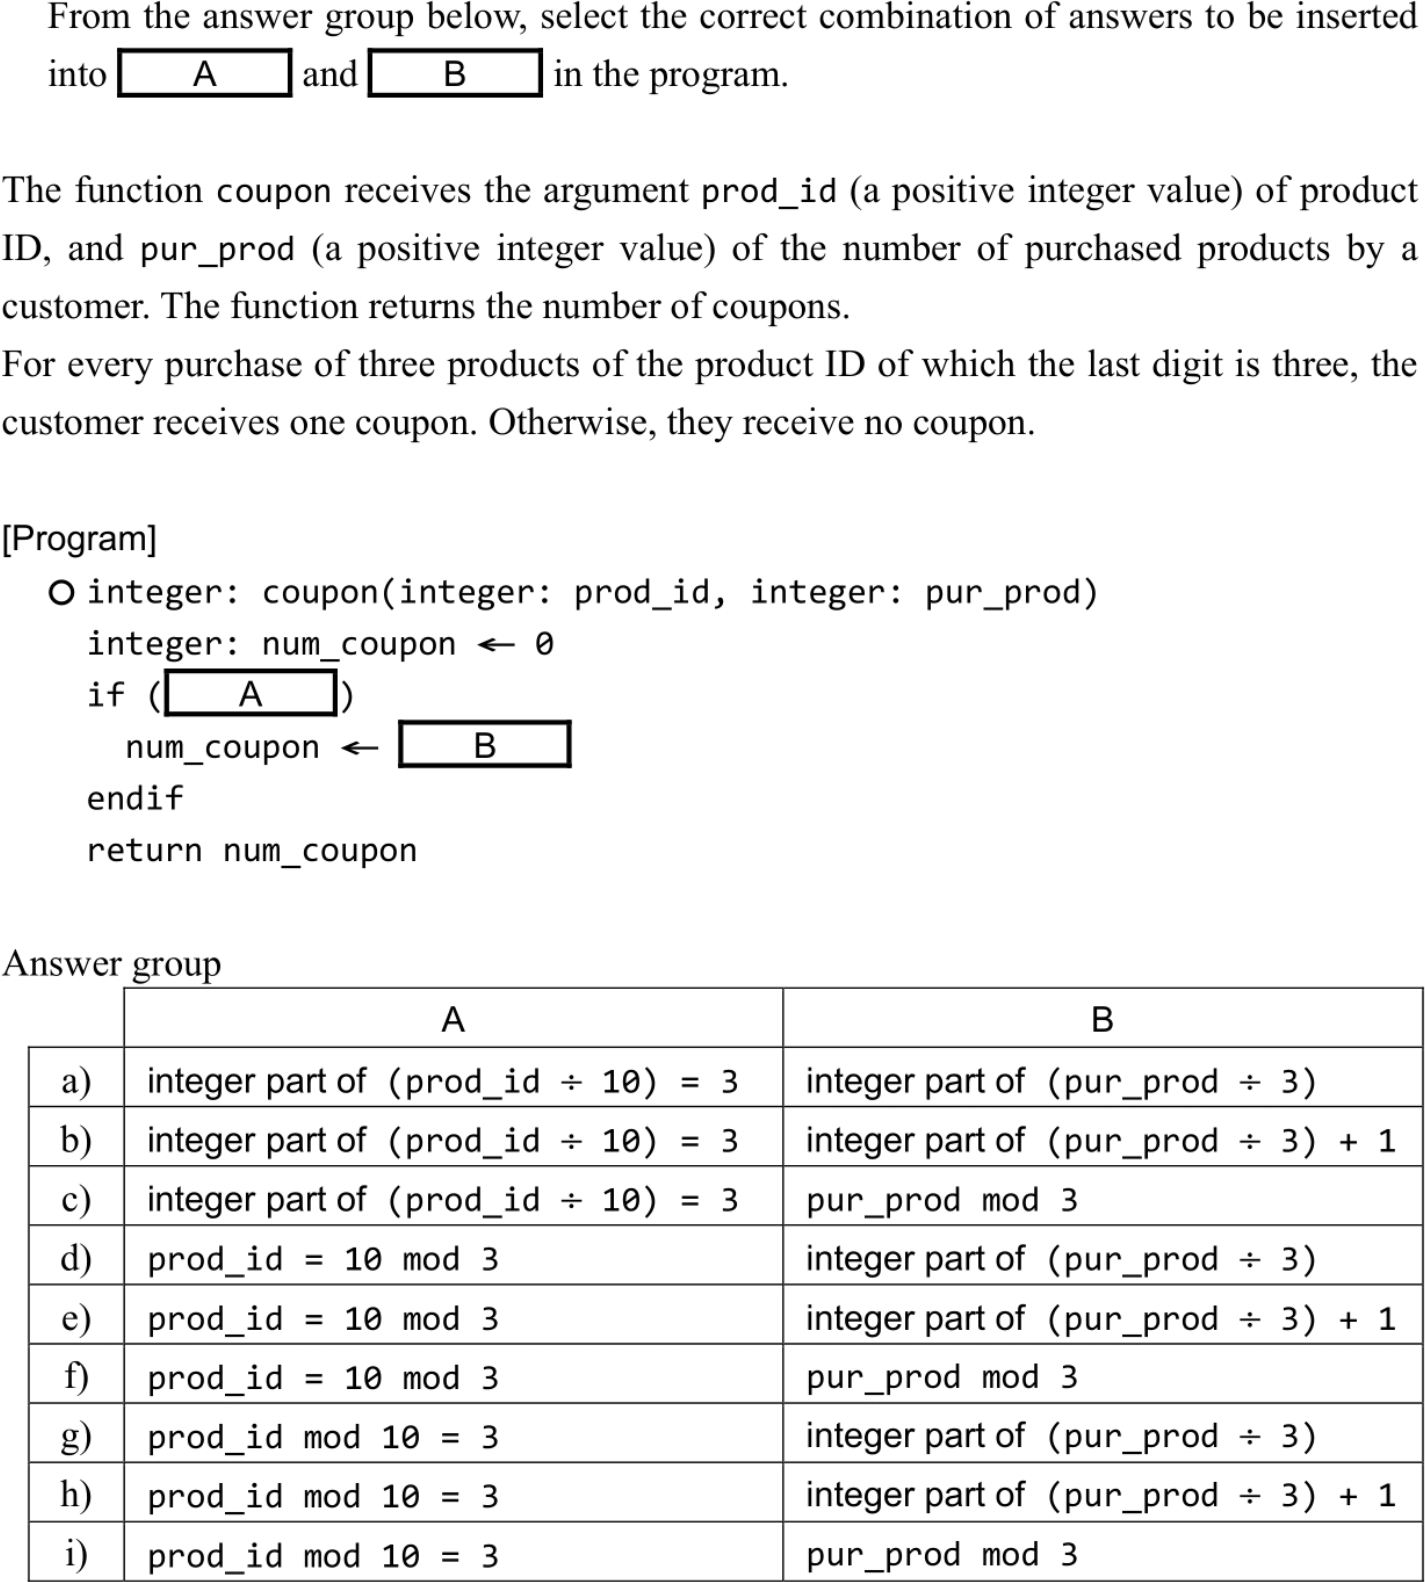 From the answer group below, select the correct combination of answers to be inserted
into A and B in the program.
The function coupon receives the argument prod_id (a positive integer value) of product
ID, and pur_prod (a positive integer value) of the number of purchased products by a
customer. The function returns the number of coupons.
For every purchase of three products of the product ID of which the last digit is three, the
customer receives one coupon. Otherwise, they receive no coupon.
[Program]
○ integer: coupon(integer: prod_id, integer: pur_prod)
integer: num_coupon ← 0
if ( A )
num_coupon ← B
endif
return num_coupon
Answer group
A B
a) integer part of (prod_id ÷ 10) = 3 integer part of (pur_prod ÷ 3)
b) integer part of (prod_id ÷ 10) = 3 integer part of (pur_prod ÷ 3) + 1
c) integer part of (prod_id ÷ 10) = 3 pur_prod mod 3
d) prod_id = 10 mod 3 integer part of (pur_prod ÷ 3)
e) prod_id = 10 mod 3 integer part of (pur_prod ÷ 3) + 1
f) prod_id = 10 mod 3 pur_prod mod 3
g) prod_id mod 10 = 3 integer part of (pur_prod ÷ 3)
h) prod_id mod 10 = 3 integer part of (pur_prod ÷ 3) + 1
i) prod_id mod 10 = 3 pur_prod mod 3